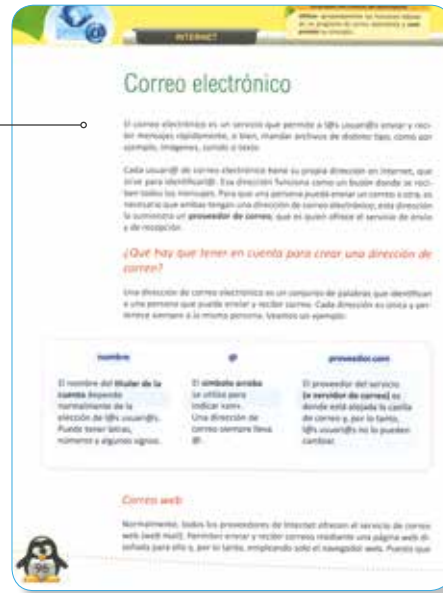 INTERNET
Correo electrónico
El correo electrónico es un servicio que permite a l@s usuari@s enviar y reci-
bir mensajes rápidamente, o bien, mandar archivos de distinto tipo, como por
ejemplo, imágenes, sonido o texto.
Cada usuari@ de correo electrónico tiene su propia dirección en Internet, que
sirve para identificarl@. Esa dirección funciona como un buzón donde se reci-
ben todos los mensajes. Para que una persona pueda enviar un correo a otra, es
necesario que ambas tengan una dirección de correo electrónico; esta dirección
la suministra un proveedor de correo, que es quien ofrece el servicio de envío
y de recepción.
¿Qué hay que tener en cuenta para crear una dirección de
correo?
Una dirección de correo electrónico es un conjunto de palabras que identifican
a una persona que puede enviar y recibir correo. Cada dirección es única y per-
tenece siempre a la misma persona. Veamos un ejemplo:
nombre
@
proveedor.com
El nombre del titular de la
cuenta depende
normalmente de la
elección de l@s usuari@s.
Puede tener letras,
números y algunos signos.
El símbolo arroba
se utiliza para
indicar
Una dirección de
correo siempre lleva
@.
El proveedor del servicio
(o servidor de correo) es
donde está alojada la casilla
de correo y, por lo tanto,
l@s usuari@s no lo pueden
cambiar.
Correo web
Normalmente, todos los proveedores de Internet ofrecen el servicio de correo
web (web mail). Permiten enviar y recibir correos mediante una página web di-
señada para ello y, por lo tanto, empleando solo el navegador web. Puesto que
96